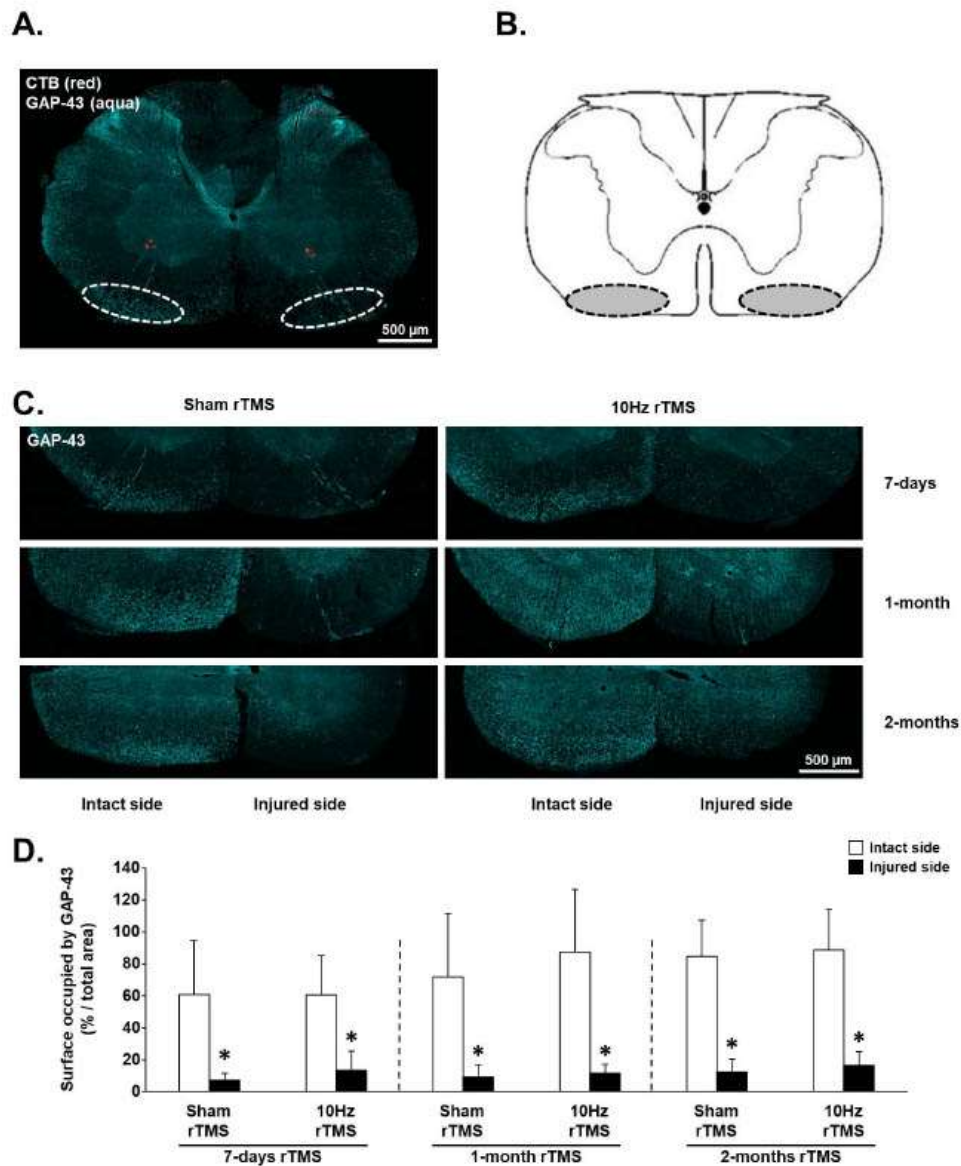 A.
B.
CTB (red)
GAP-43 (aqua)
500 µm
C.
Sham rTMS
10Hz rTMS
GAP-43
7-days
1-month
2-months
500 µm
Intact side
Injured side
Intact side
Injured side
D.
Intact side
Injured side
Surface occupied by GAP-43
(% / total area)
140
120
100
80
60
40
20
0
*
*
*
*
*
*
Sham
rTMS
10Hz
rTMS
Sham
rTMS
10Hz
rTMS
Sham
rTMS
10Hz
rTMS
7-days rTMS
1-month rTMS
2-months rTMS